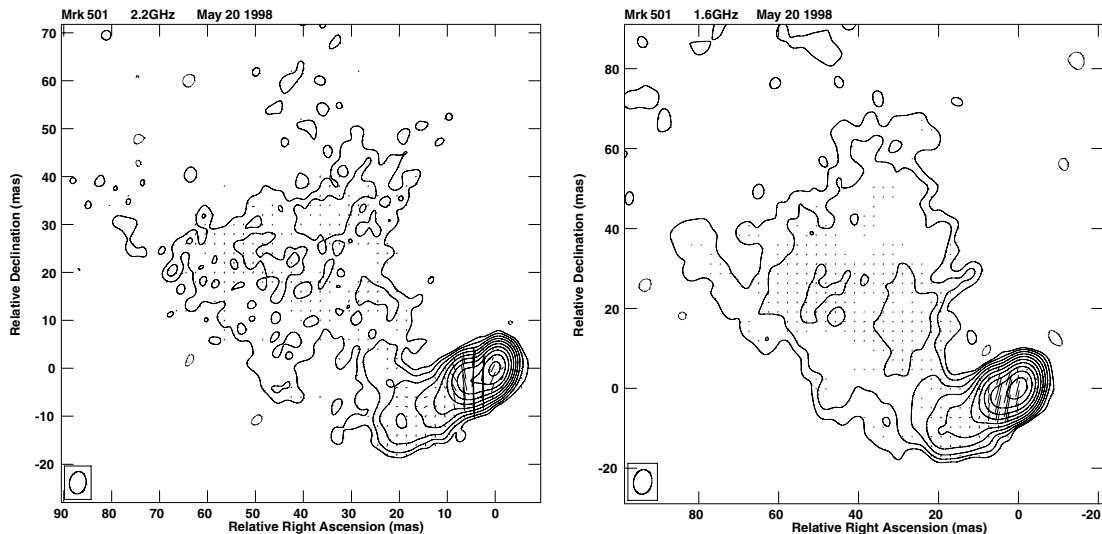 Mrk 501 2.2GHz May 20 1998
70
60
50
40
30
20
10
0
-10
-20
Relative Declination (mas)
90 80 70 60 50 40 30 20 10 0
Relative Right Ascension (mas)
Mrk 501 1.6GHz May 20 1998
80
60
40
20
0
-20
Relative Declination (mas)
80 60 40 20 0 -20
Relative Right Ascension (mas)